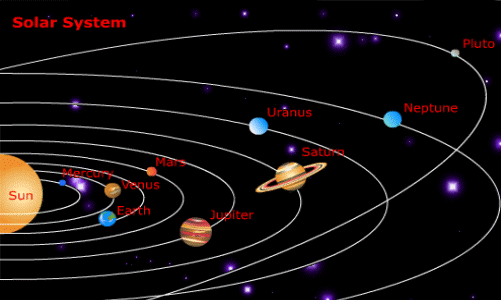 Solar System
Pluto
Neptune
Uranus
Saturn
Mars
Mercury
Venus
Sun
Earth
Jupiter